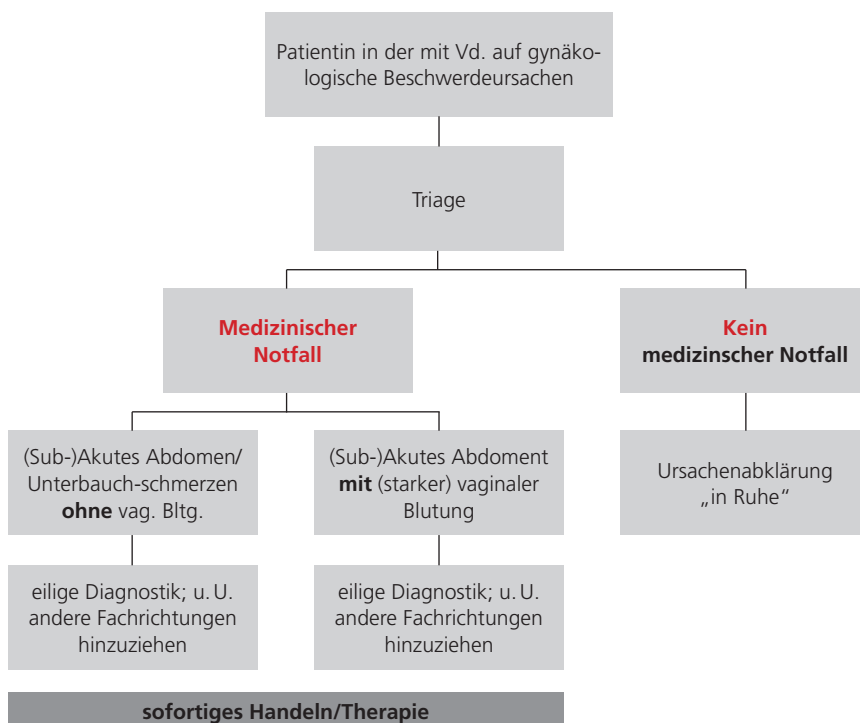 Patientin in der mit Vd. auf gynäko-
logische Beschwerdeursachen
Triage
Medizinischer
Notfall
Kein
medizinscher Notfall
(Sub-)Akutes Abdomen/
Unterbauch-schmerzen
ohne vag. Bltg.
(Sub-)Akutes Abdoment
mit (starker) vaginaler
Blutung
Ursachenabklärung
„in Ruhe“
eilige Diagnostik; u. U.
andere Fachrichtungen
hinzuziehen
eilige Diagnostik; u. U.
andere Fachrichtungen
hinzuziehen
sofortiges Handeln/Therapie